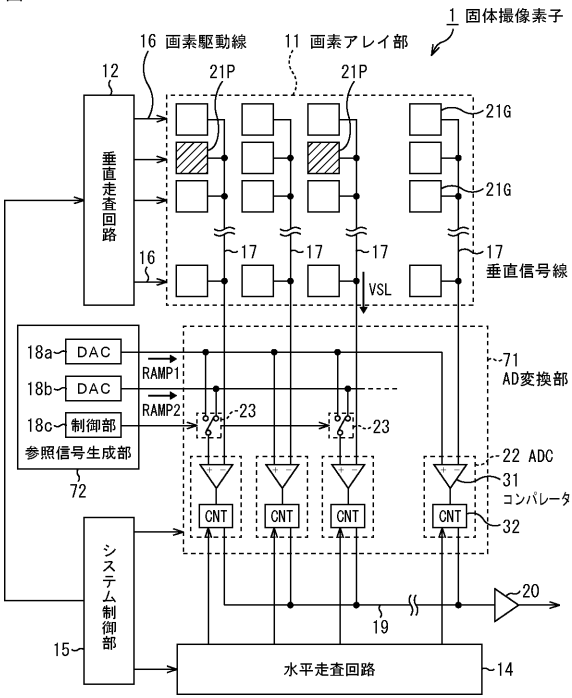 1 固体撮像素子
16 画素駆動線
11 画素アレイ部
12
21P
21P
21G
垂直走査回路
21G
16
17
17
17
17
垂直信号線
VSL
18a
DAC
RAMP1
71
AD変換部
18b
DAC
RAMP2
18c
制御部
23
23
参照信号生成部
72
22 ADC
+ -
+ -
+ -
+ -
31
コンパレータ
CNT
CNT
CNT
CNT
32
システム制御部
15
19
20
水平走査回路
14